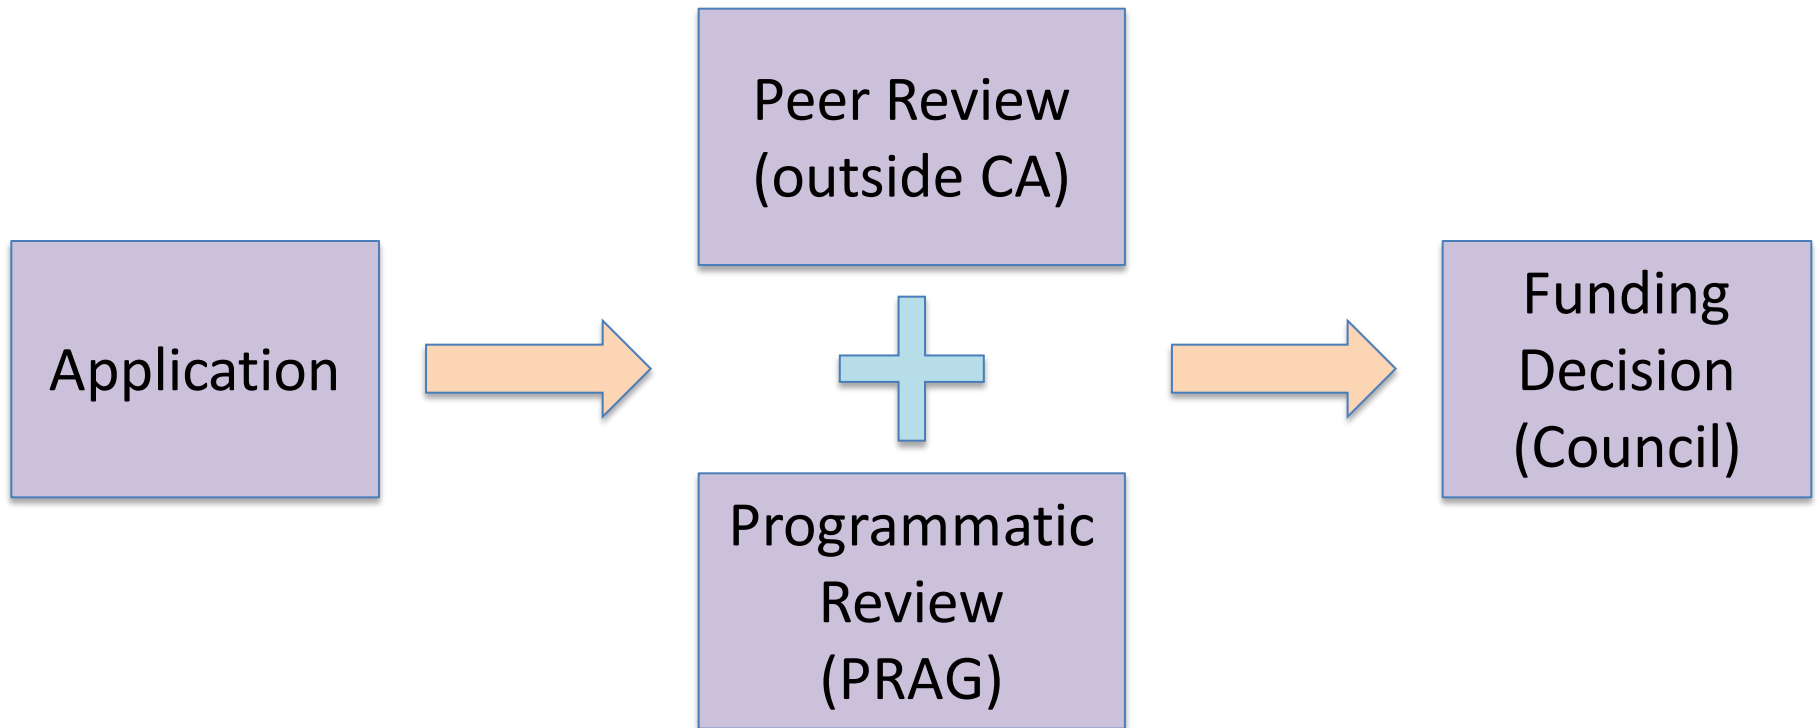 Application
Peer Review
(outside CA)
Programmatic
Review
(PRAG)
Funding
Decision
(Council)